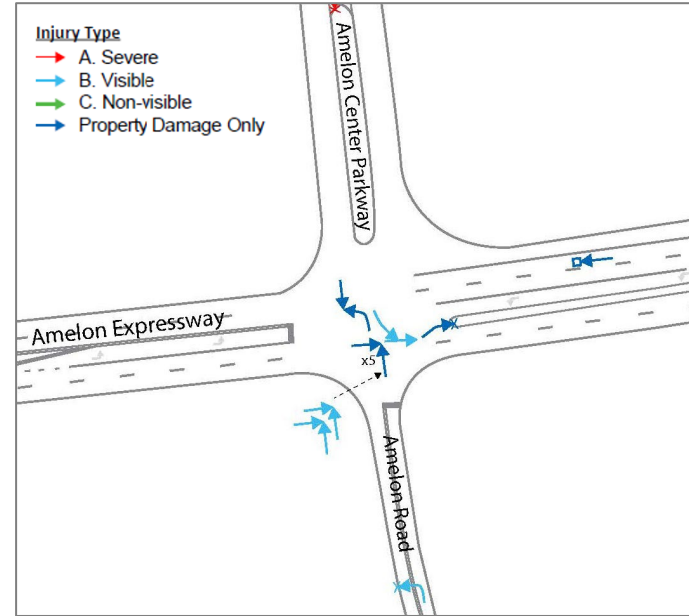 Injury Type
A. Severe
B. Visible
C. Non-visible
Property Damage Only
Amelon Center Parkway
Amelon Expressway
x5
Amelon Road